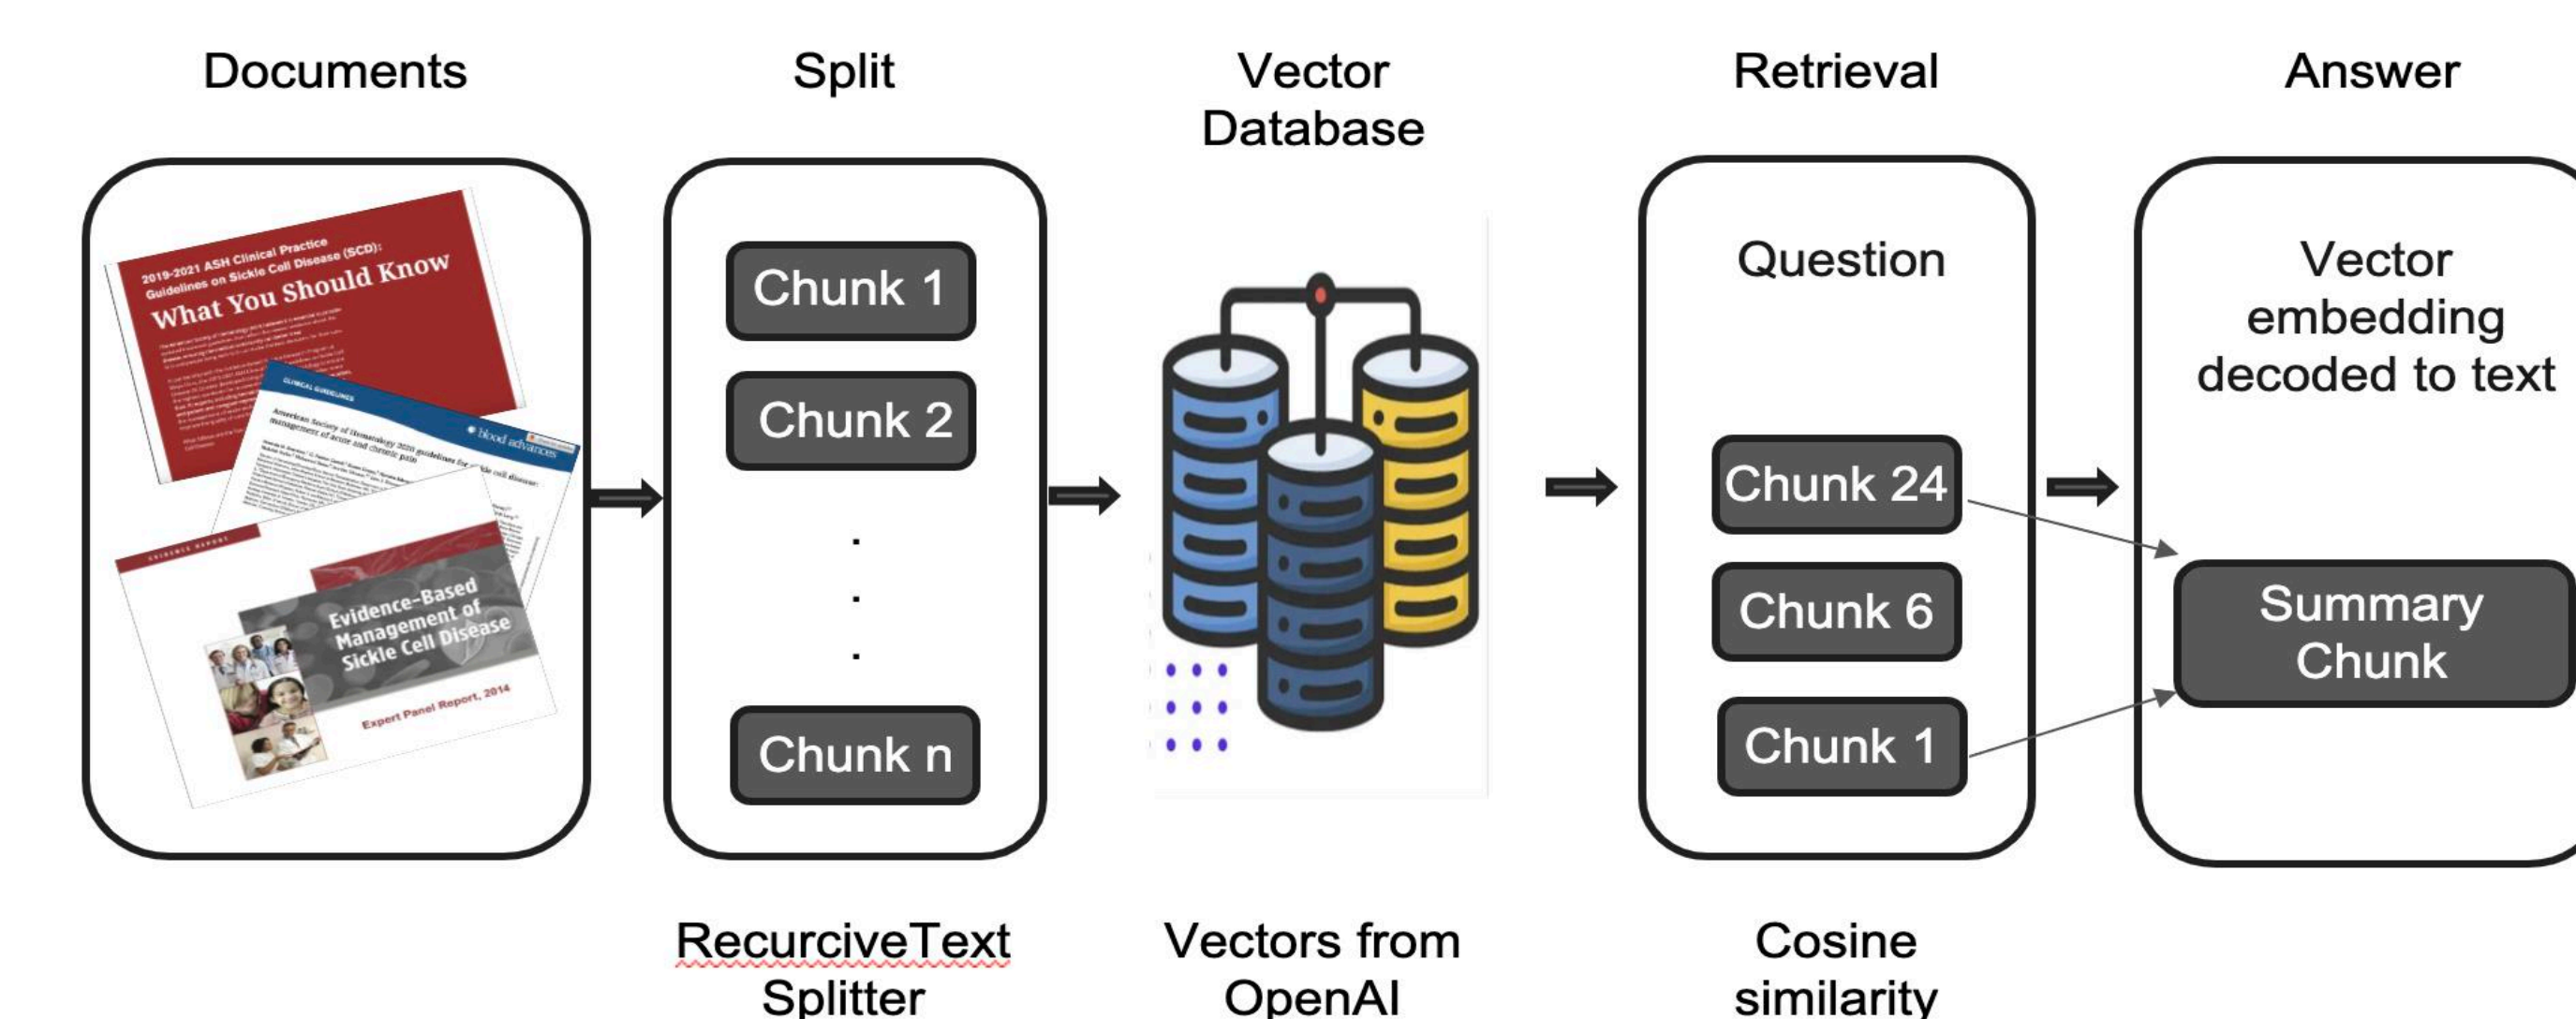 Documents
Split
Vector
Database
Retrieval
Answer
2019-2021 ASH Clinical Practice
Guidelines on Sickle Cell Disease (SCD):
What You Should Know
CLINICAL GUIDELINES
blood advances
American Society of Hematology 2020 guidelines for sickle cell disease:
management of acute and chronic pain
EVIDENCE REPORT
Evidence-Based
Management of
Sickle Cell Disease
Expert Panel Report, 2014
Chunk 1
Chunk 2
.
.
.
Chunk n
Question
Chunk 24
Chunk 6
Chunk 1
Vector
embedding
decoded to text
Summary
Chunk
RecurciveText
Splitter
Vectors from
OpenAI
Cosine
similarity